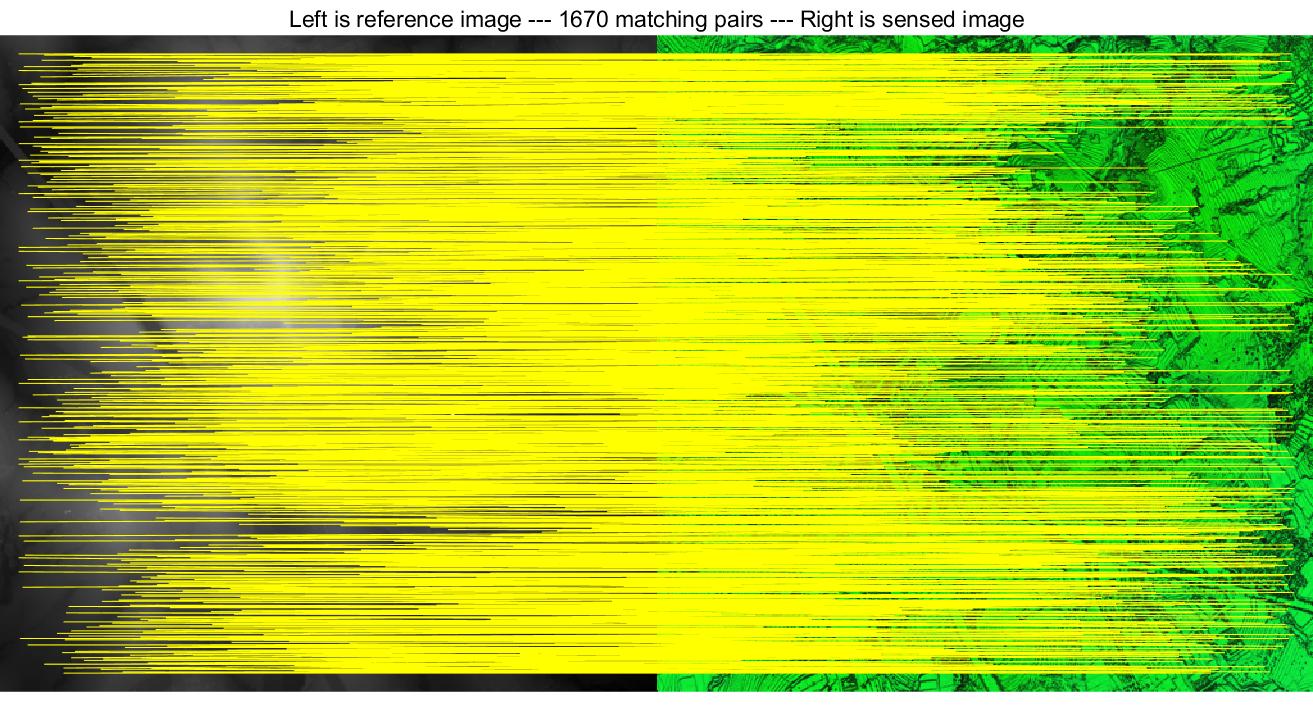 Left is reference image --- 1670 matching pairs --- Right is sensed image